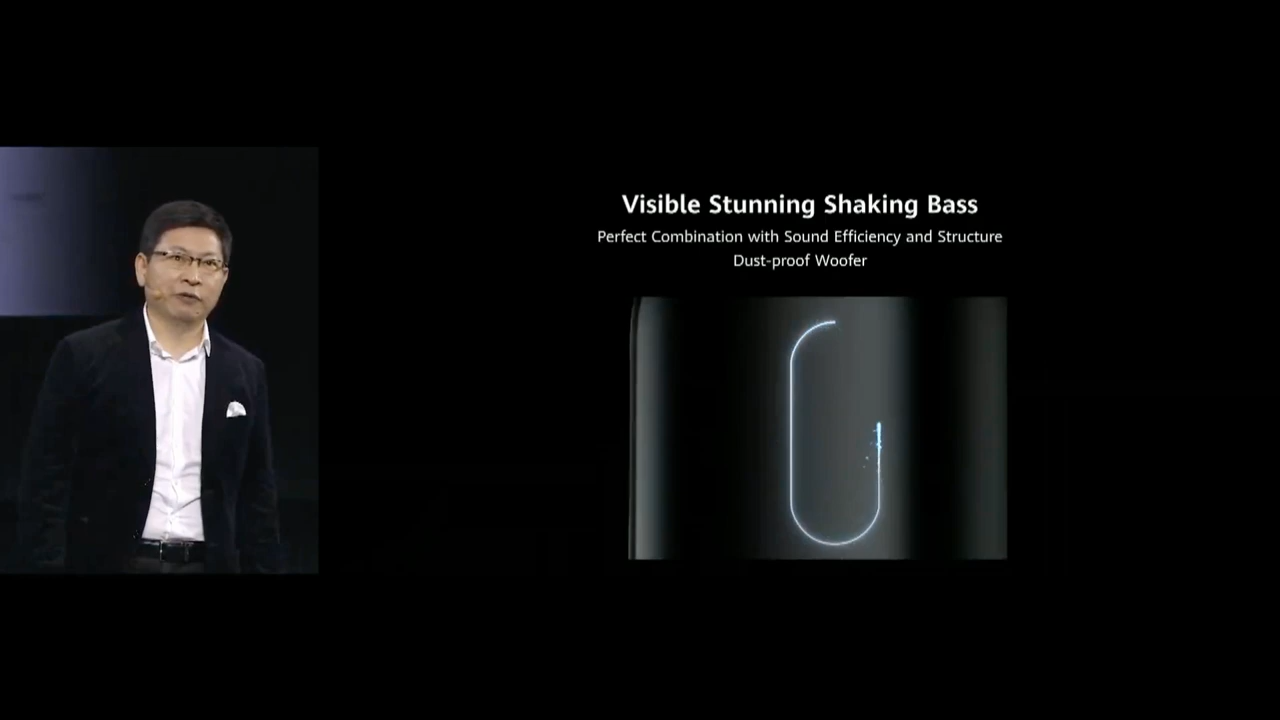 Visible Stunning Shaking Bass
Perfect Combination with Sound Efficiency and Structure
Dust-proof Woofer